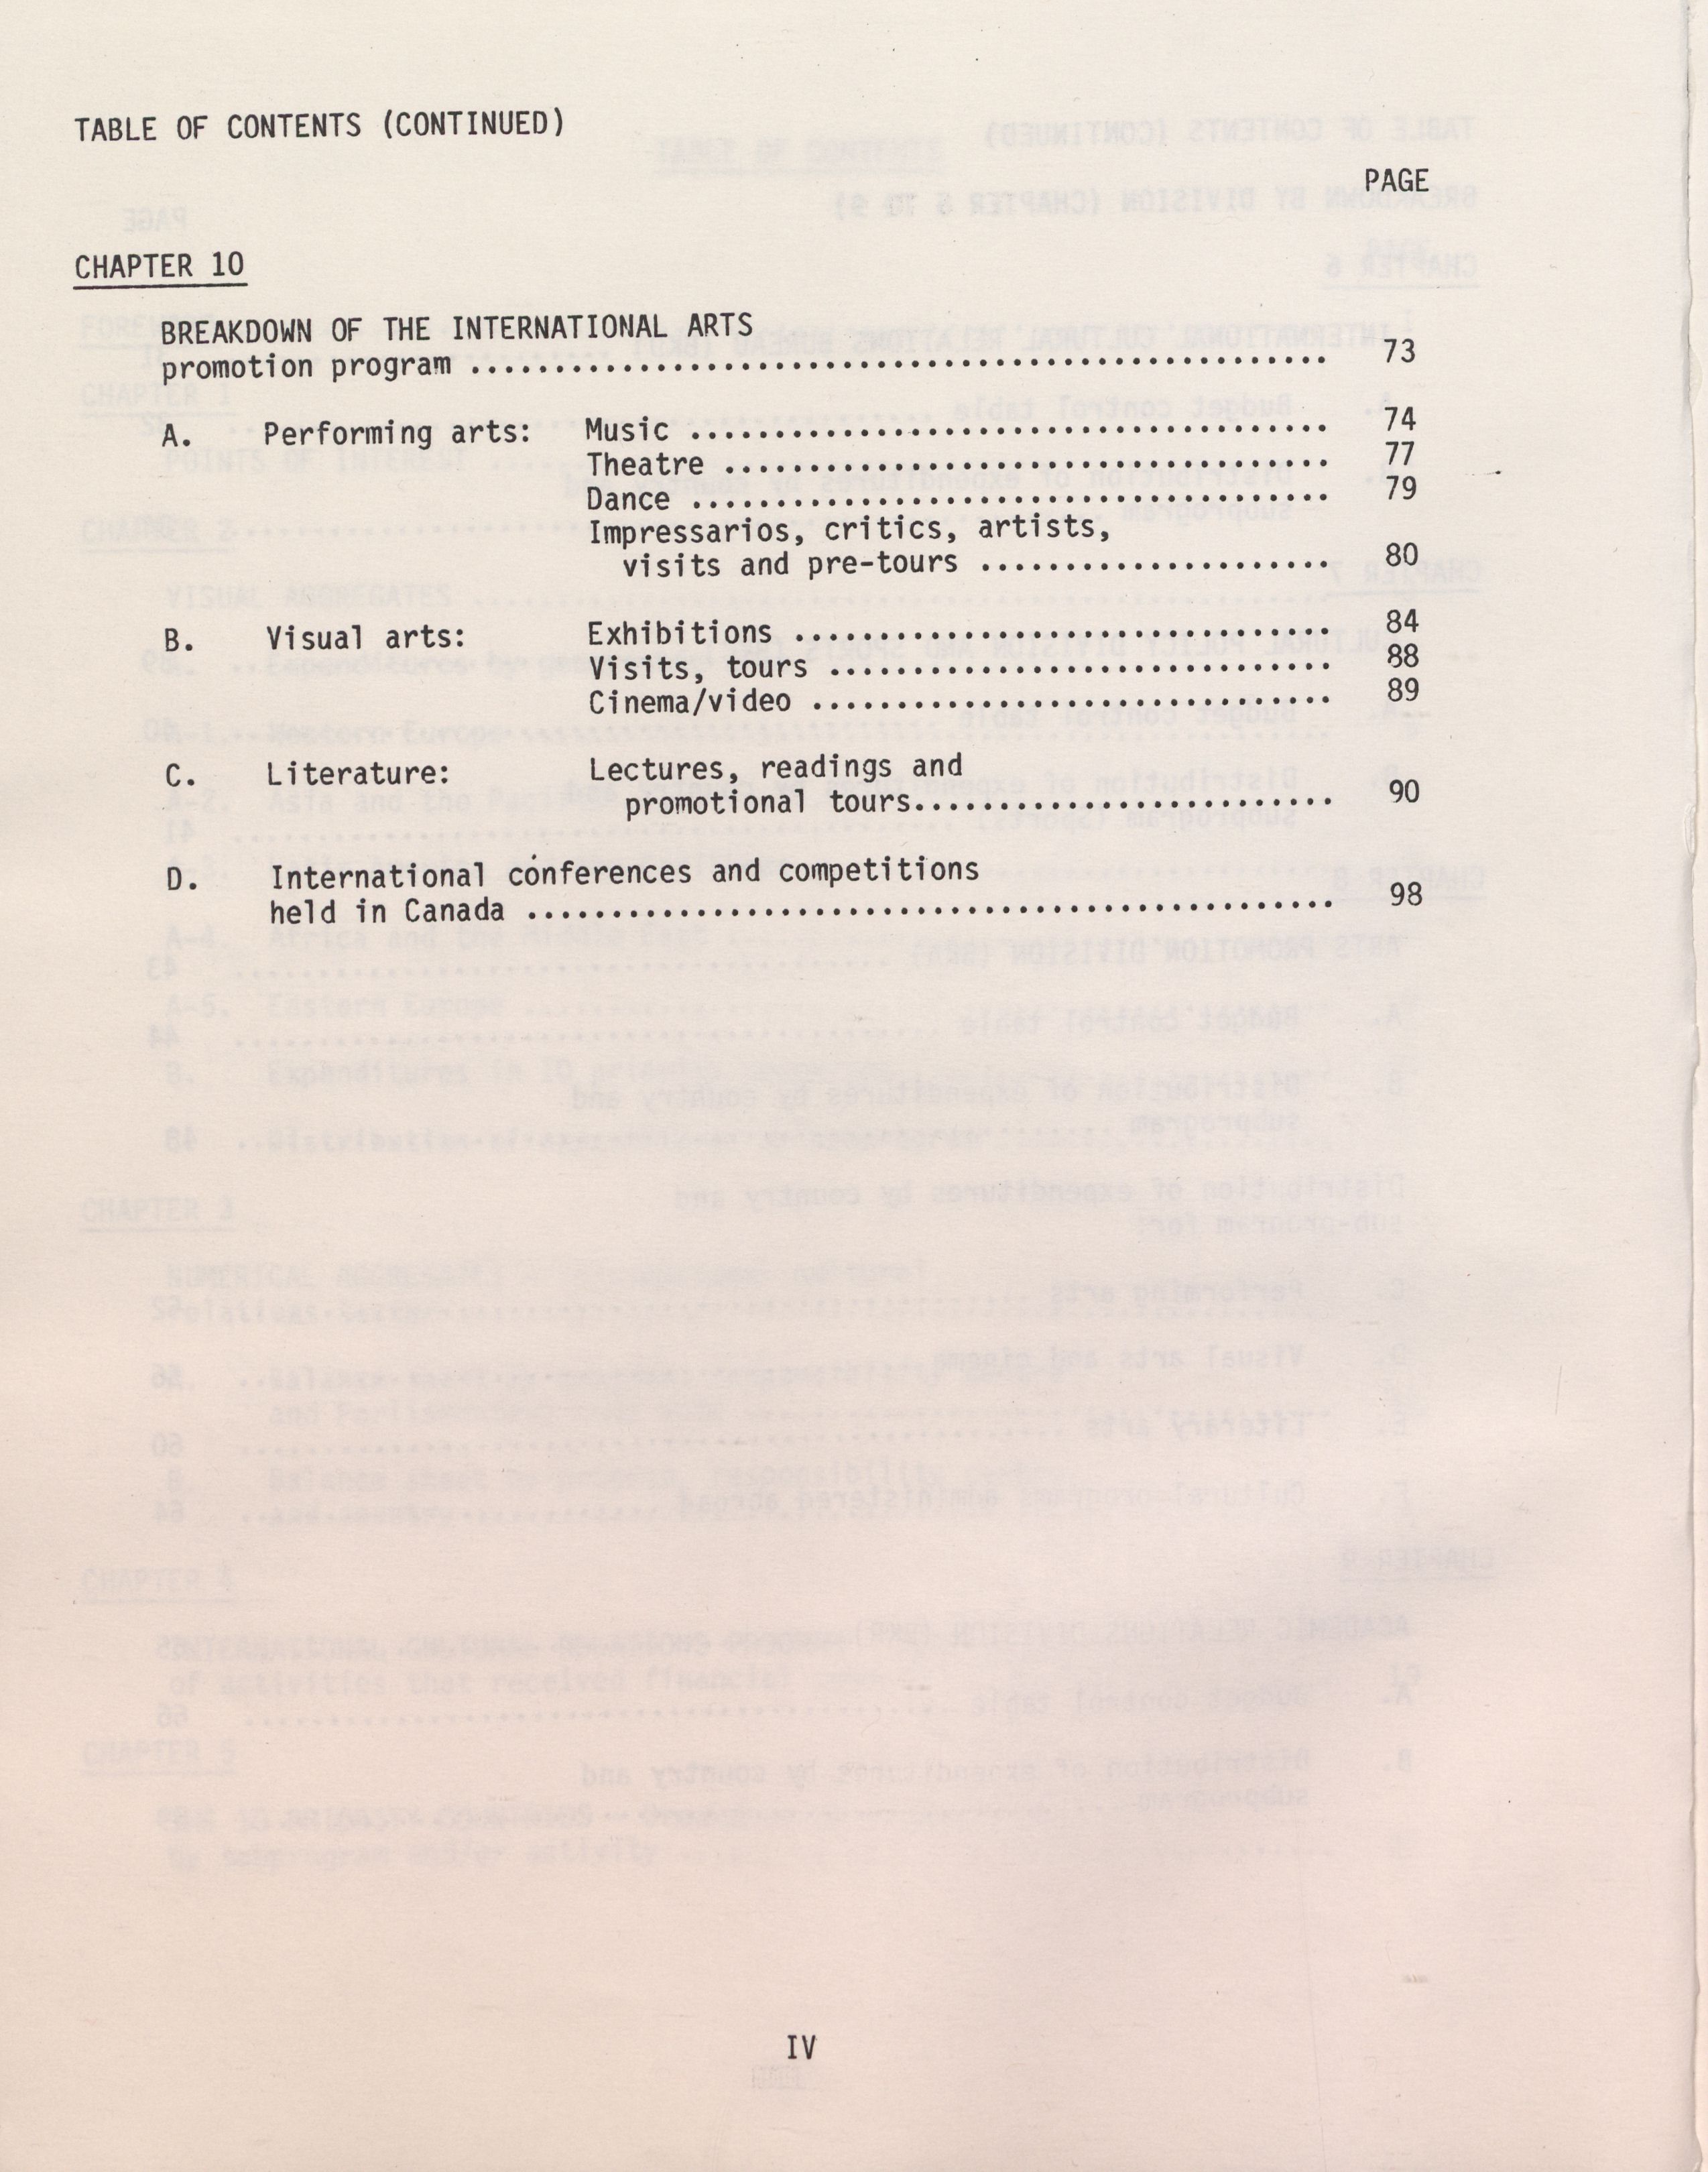 TABLE OF CONTENTS (CONTINUED)
PAGE
CHAPTER 10
BREAKDOWN OF THE INTERNATIONAL ARTS
promotion program ................................................... 73
A. Performing arts: Music ...................................... 74
Theatre .................................... 77
Dance ...................................... 79
Impressarios, critics, artists,
visits and pre-tours ..................... 80
B. Visual arts: Exhibitions ................................ 84
Visits, tours .............................. 88
Cinema/video ............................... 89
C. Literature: Lectures, readings and
promotional tours......................... 90
D. International conferences and competitions
held in Canada ................................................ 98
IV